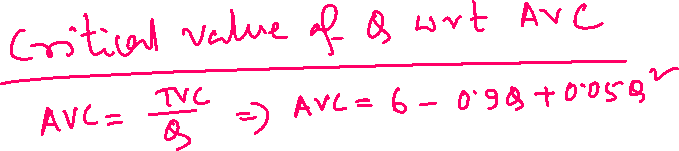 Critical value of Q wrt AVC
AVC = TVC/Q => AVC = 6 - 0.9Q + 0.05Q²